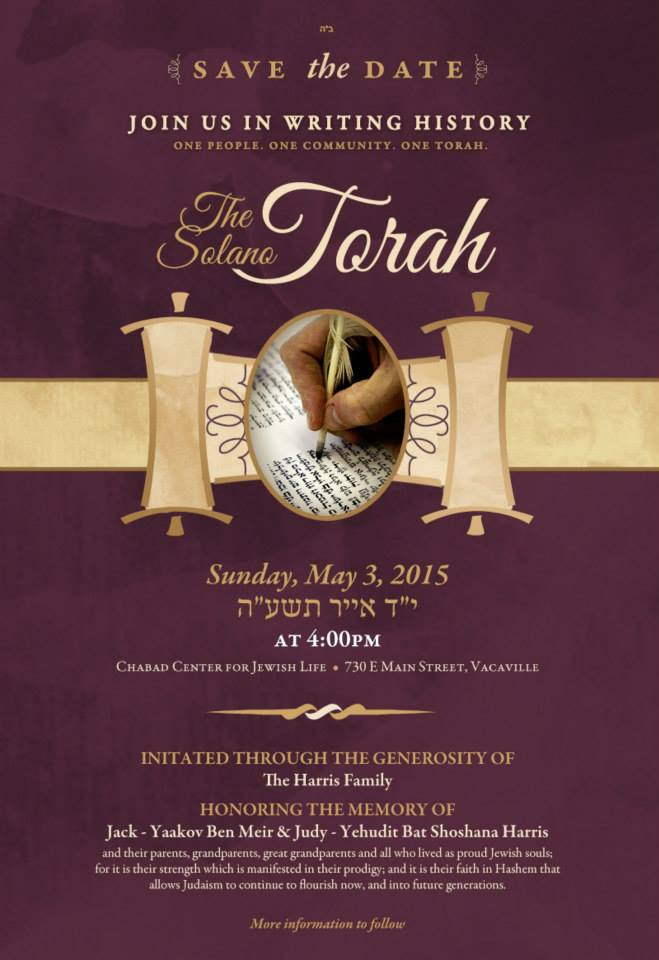 ב"ה
SAVE the DATE
JOIN US IN WRITING HISTORY
ONE PEOPLE. ONE COMMUNITY. ONE TORAH.
The Solano Torah
Sunday, May 3, 2015
י"ד אייר תשע"ה
AT 4:00PM
CHABAD CENTER FOR JEWISH LIFE • 730 E MAIN STREET, VACAVILLE
INITATED THROUGH THE GENEROSITY OF
The Harris Family
HONORING THE MEMORY OF
Jack - Yaakov Ben Meir & Judy - Yehudit Bat Shoshana Harris
and their parents, grandparents, great grandparents and all who lived as proud Jewish souls;
for it is their strength which is manifested in their prodigy; and it is their faith in Hashem that
allows Judaism to continue to flourish now, and into future generations.
More information to follow